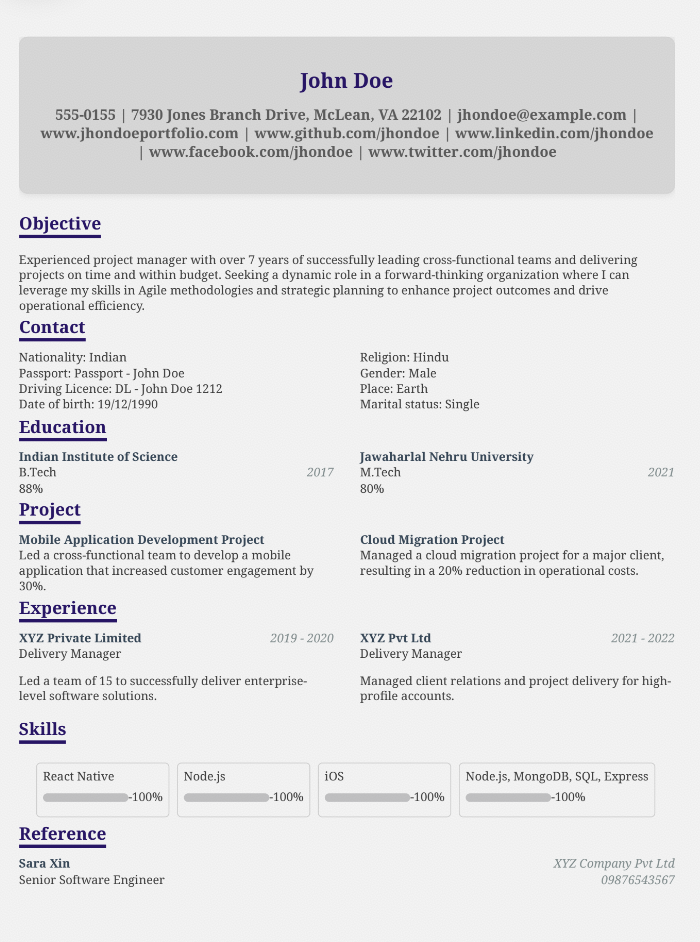 John Doe
555-0155 | 7930 Jones Branch Drive, McLean, VA 22102 | jhondoe@example.com |
www.jhondoeportfolio.com | www.github.com/jhondoe | www.linkedin.com/jhondoe
| www.facebook.com/jhondoe | www.twitter.com/jhondoe
Objective
Experienced project manager with over 7 years of successfully leading cross-functional teams and delivering
projects on time and within budget. Seeking a dynamic role in a forward-thinking organization where I can
leverage my skills in Agile methodologies and strategic planning to enhance project outcomes and drive
operational efficiency.
Contact
Nationality: Indian
Passport: Passport - John Doe
Driving Licence: DL - John Doe 1212
Date of birth: 19/12/1990
Religion: Hindu
Gender: Male
Place: Earth
Marital status: Single
Education
Indian Institute of Science
B.Tech 2017
88%
Jawaharlal Nehru University
M.Tech 2021
80%
Project
Mobile Application Development Project
Led a cross-functional team to develop a mobile
application that increased customer engagement by
30%.
Cloud Migration Project
Managed a cloud migration project for a major client,
resulting in a 20% reduction in operational costs.
Experience
XYZ Private Limited 2019 - 2020
Delivery Manager
Led a team of 15 to successfully deliver enterprise-
level software solutions.
XYZ Pvt Ltd 2021 - 2022
Delivery Manager
Managed client relations and project delivery for high-
profile accounts.
Skills
React Native
-100%
Node.js
-100%
iOS
-100%
Node.js, MongoDB, SQL, Express
-100%
Reference
Sara Xin XYZ Company Pvt Ltd
Senior Software Engineer 09876543567